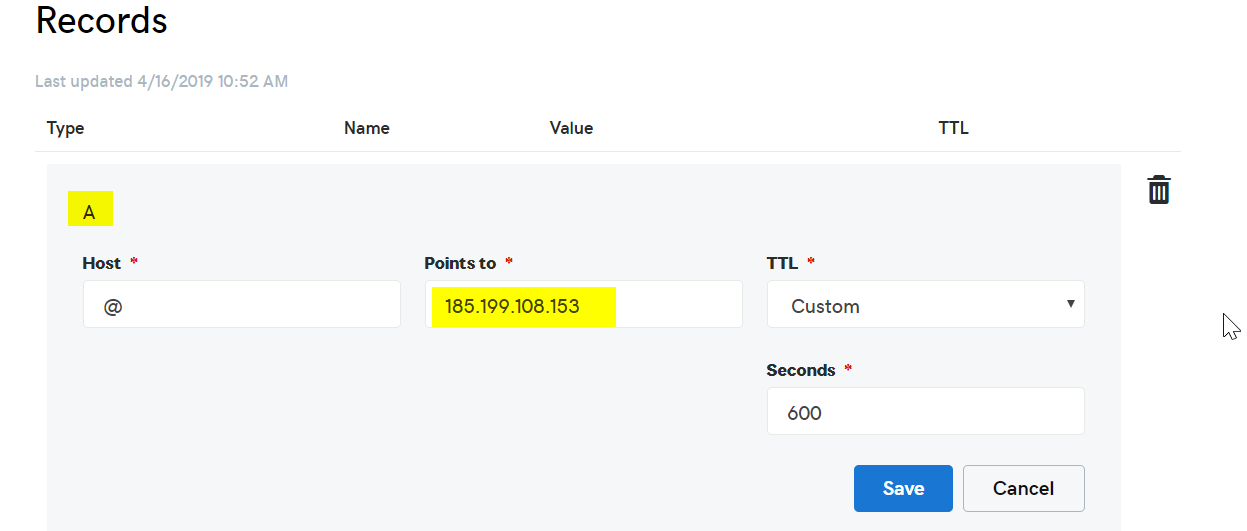 Records
Last updated 4/16/2019 10:52 AM
Type Name Value TTL
A
Host * Points to * TTL *
@ 185.199.108.153 Custom
Seconds *
600
Save Cancel